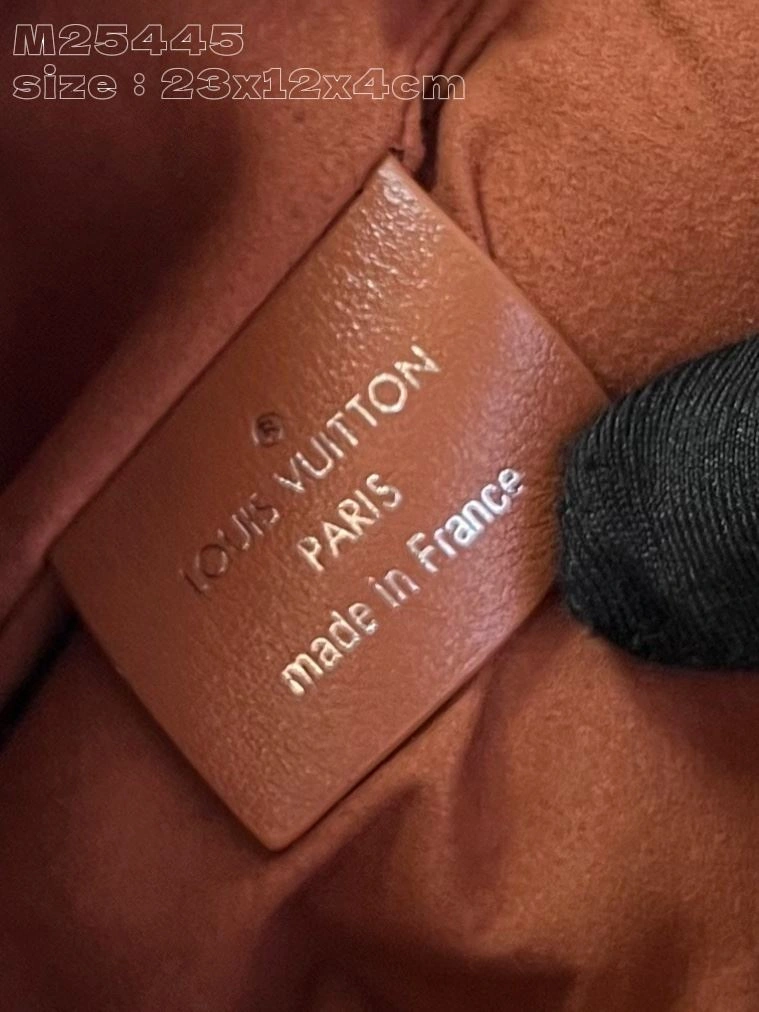 M25445
size : 23x12x4cm
®
LOUIS VUITTON
PARIS
made in France